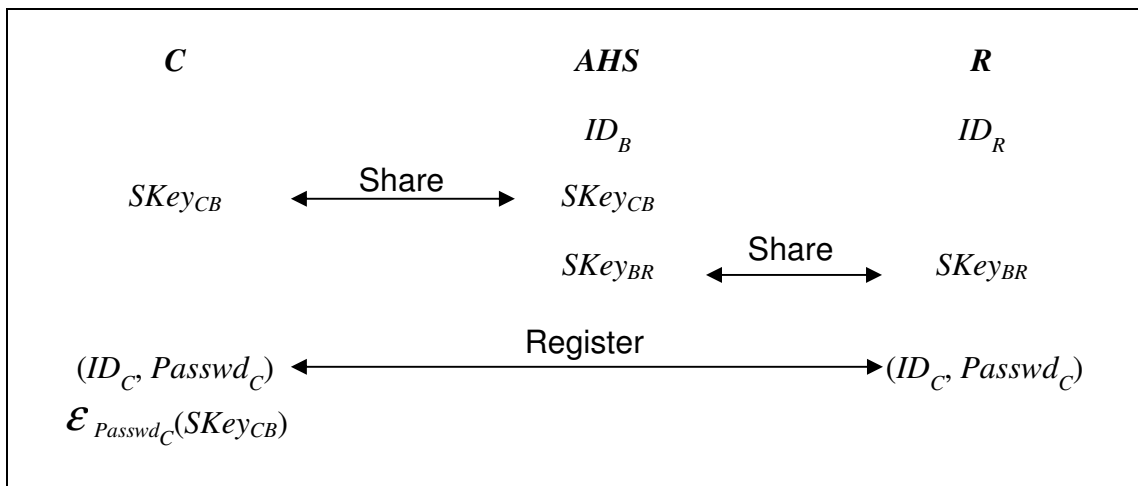 C AHS R
ID_B ID_R
Share
SKey_CB SKey_CB
Share
SKey_BR SKey_BR
Register
(ID_C, Passwd_C) (ID_C, Passwd_C)
ℰ_Passwd_C(SKey_CB)